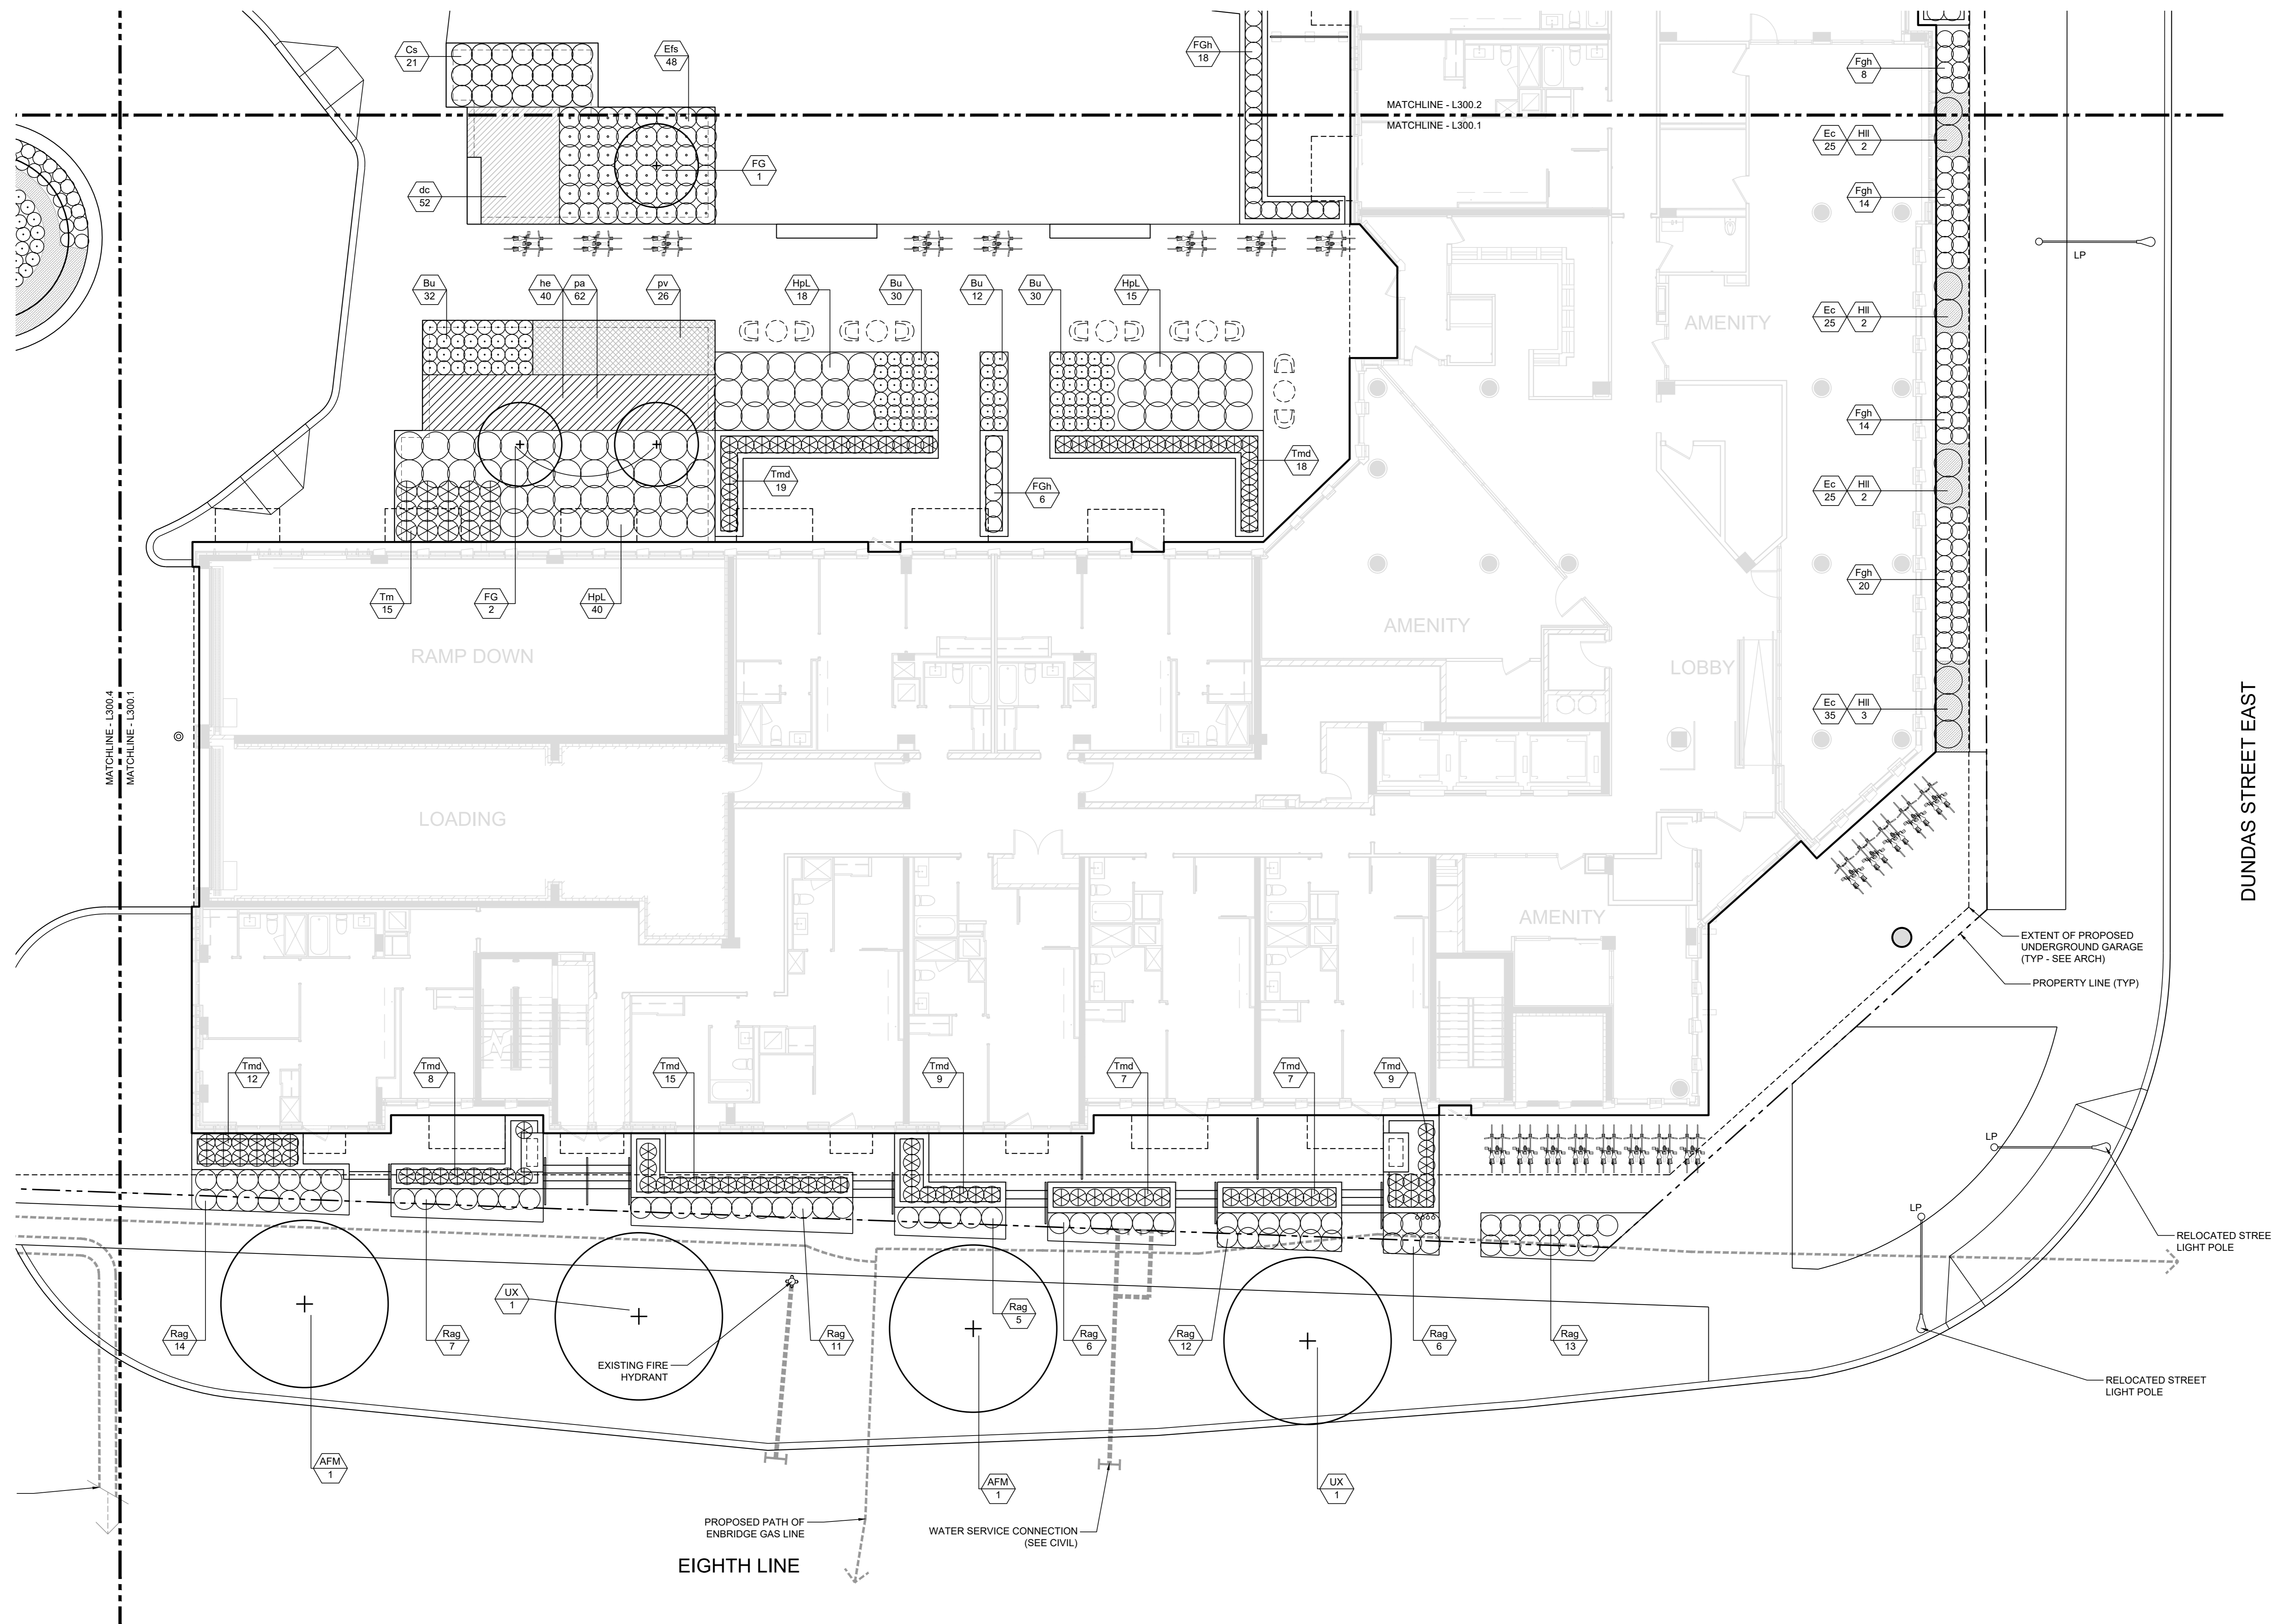 Cs
21
Efs
48
FGh
18
Fgh
8
MATCHLINE - L300.2
MATCHLINE - L300.1
Ec
25
Hll
2
FG
1
dc
52
Fgh
14
LP
Bu
32
he
40
pa
62
pv
26
HpL
18
Bu
30
Bu
12
Bu
30
HpL
15
AMENITY
Ec
25
Hll
2
Fgh
14
Tmd
19
FGh
6
Tmd
18
Ec
25
Hll
2
Tm
15
FG
2
HpL
40
Fgh
20
AMENITY
RAMP DOWN
LOBBY
MATCHLINE - L300.4
MATCHLINE - L300.1
Ec
35
Hll
3
DUNDAS STREET EAST
LOADING
AMENITY
EXTENT OF PROPOSED
UNDERGROUND GARAGE
(TYP - SEE ARCH)
PROPERTY LINE (TYP)
Tmd
12
Tmd
8
Tmd
15
Tmd
9
Tmd
7
Tmd
7
Tmd
9
LP
LP
RELOCATED STREE
LIGHT POLE
UX
1
Rag
5
Rag
14
Rag
7
Rag
11
Rag
6
Rag
12
Rag
6
Rag
13
EXISTING FIRE
HYDRANT
RELOCATED STREET
LIGHT POLE
AFM
1
AFM
1
UX
1
PROPOSED PATH OF
ENBRIDGE GAS LINE
WATER SERVICE CONNECTION
(SEE CIVIL)
EIGHTH LINE